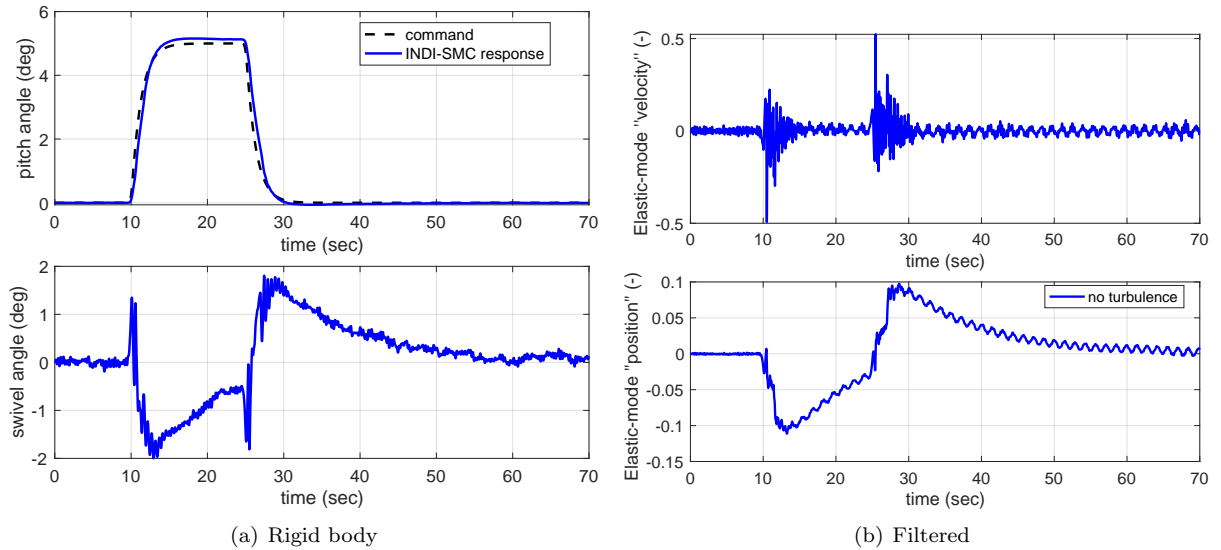 6
4
2
0
pitch angle (deg)
command
INDI-SMC response
0 10 20 30 40 50 60 70
time (sec)
2
1
0
-1
-2
swivel angle (deg)
0 10 20 30 40 50 60 70
time (sec)
(a) Rigid body
0.5
0
-0.5
Elastic-mode "velocity" (-)
0 10 20 30 40 50 60 70
time (sec)
0.1
0.05
0
-0.05
-0.1
-0.15
Elastic-mode "position" (-)
no turbulence
0 10 20 30 40 50 60 70
time (sec)
(b) Filtered